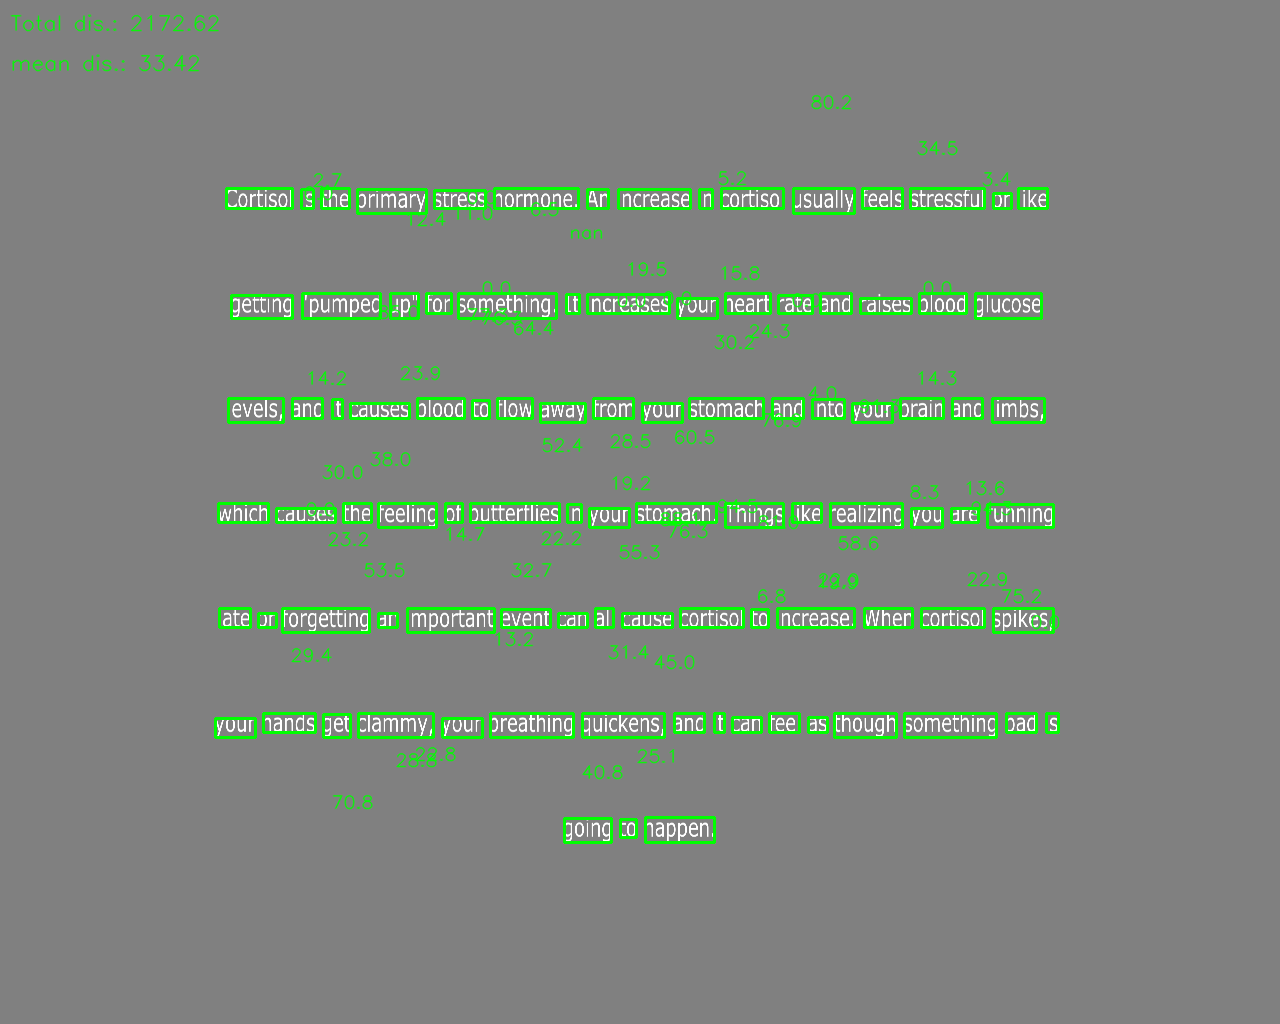 Total dis.: 2172.62
mean dis.: 33.42
80.2
34.5
2.7
5.2
3.4
Cortisol is the primary stress hormone. An increase in cortisol usually feels stressful or like
12.4 11.0 6.5
nan
19.5 15.8
0.0 0.0
getting "pumped up" for something. It increases your heart rate and raises blood glucose
64.4 30.2 24.3
14.2 23.9 14.3
4.0
levels, and it causes blood to flow away from your stomach and into your brain and limbs,
76.9
52.4 28.5 60.5
30.0 38.0
19.2 8.3 13.6
which causes the feeling of butterflies in your stomach. Things like realizing you are running
23.2 14.7 22.2 76.3
55.3 58.6
53.5 32.7 22.9
6.8 75.2
late or forgetting an important event can all cause cortisol to increase. When cortisol spikes,
13.2
29.4 31.4 45.0
your hands get clammy, your breathing quickens, and it can feel as though something bad is
22.8 25.1
40.8
70.8
going to happen.